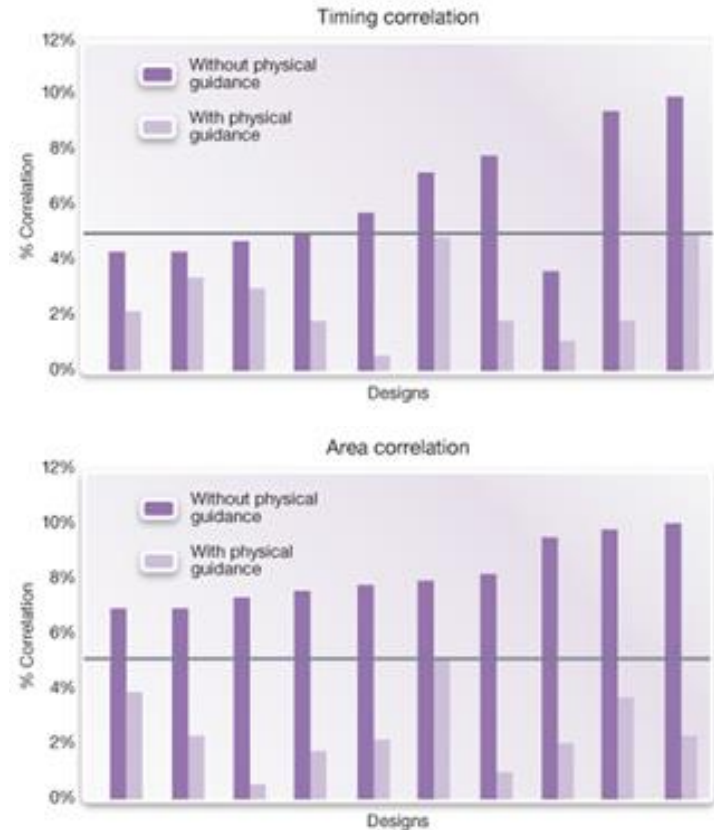 Timing correlation
12%
10%
8%
6%
4%
2%
0%
% Correlation
Without physical
guidance
With physical
guidance
Designs
Area correlation
12%
10%
8%
6%
4%
2%
0%
% Correlation
Without physical
guidance
With physical
guidance
Designs